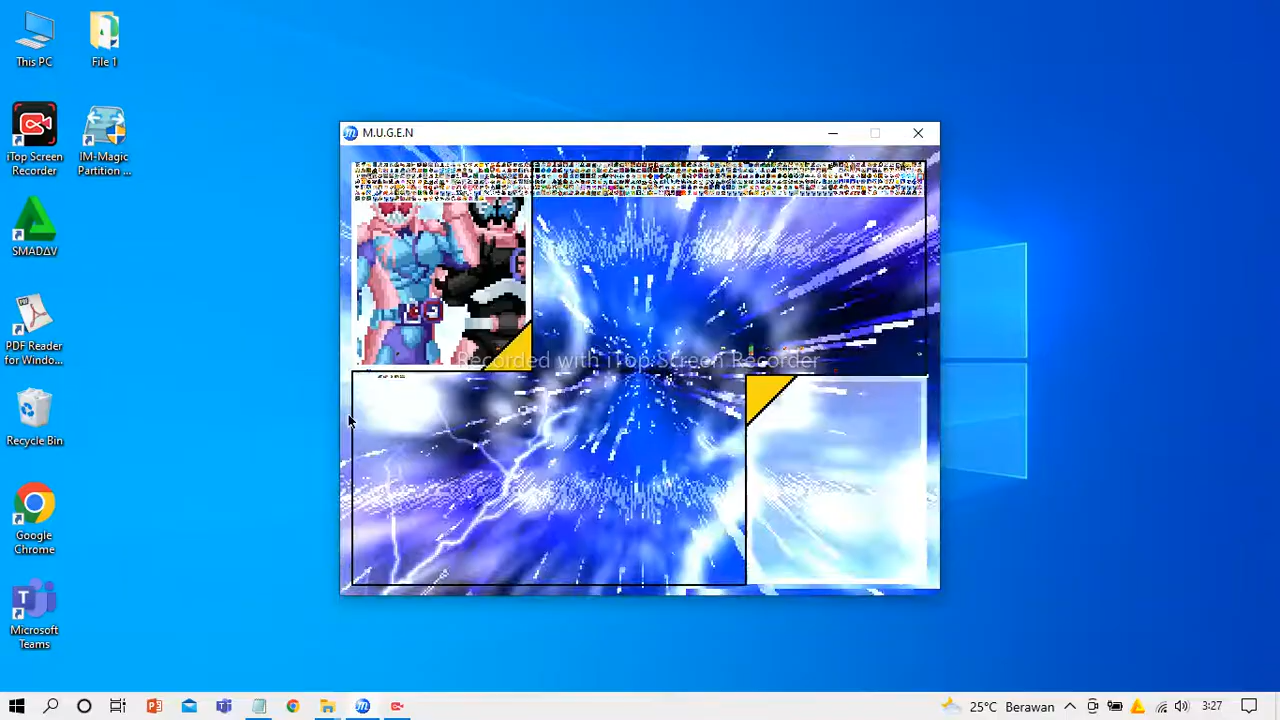 This PC
File 1
iTop Screen
Recorder
IM-Magic
Partition ...
SMADΔV
PDF Reader
for Windo...
Recycle Bin
Google
Chrome
Microsoft
Teams
M.U.G.E.N
Recorded with iTop Screen Recorder
25°C Berawan
3:27